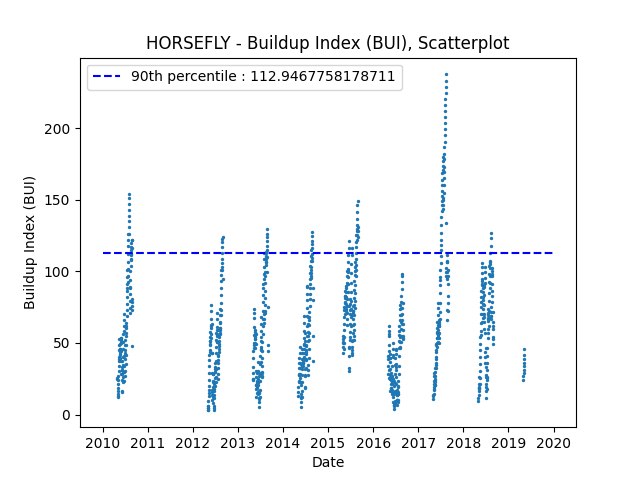 HORSEFLY - Buildup Index (BUI), Scatterplot
90th percentile : 112.9467758178711
Buildup Index (BUI)
200
150
100
50
0
2010 2011 2012 2013 2014 2015 2016 2017 2018 2019 2020
Date